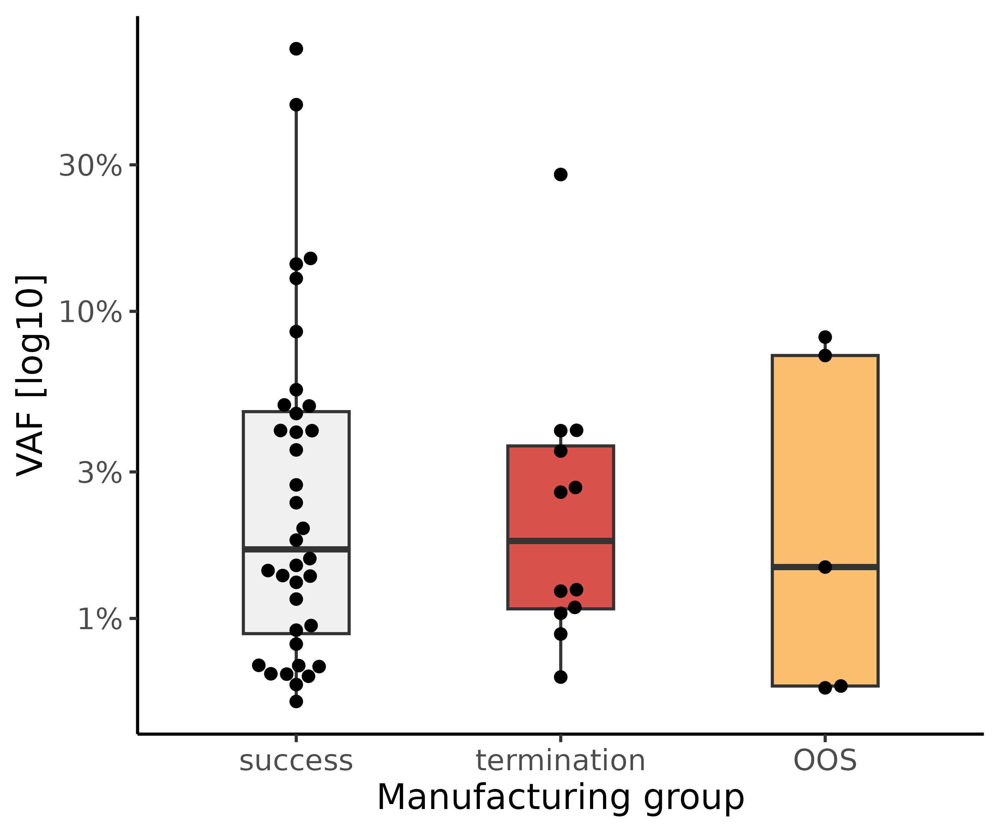 VAF [log10]
30%
10%
3%
1%
success termination OOS
Manufacturing group